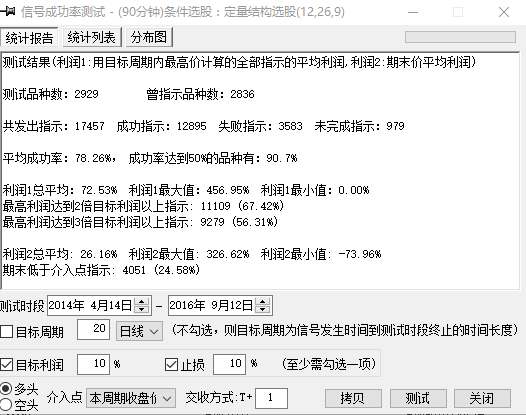 信号成功率测试 - (90分钟)条件选股：定量结构选股(12,26,9)
统计报告 统计列表 分布图
测试结果(利润1:用目标周期内最高价计算的全部指示的平均利润,利润2:期末价平均利润)
测试品种数：2929 曾指示品种数：2836
共发出指示：17457 成功指示：12895 失败指示：3583 未完成指示：979
平均成功率：78.26%， 成功率达到50%的品种有：90.7%
利润1总平均：72.53% 利润1最大值：456.95% 利润1最小值：0.00%
最高利润达到2倍目标利润以上指示：11109 (67.42%)
最高利润达到3倍目标利润以上指示：9279 (56.31%)
利润2总平均：26.16% 利润2最大值：326.62% 利润2最小值：-73.96%
期末低于介入点指示：4051 (24.58%)
测试时段 2014年 4月14日 - 2016年 9月12日
目标周期 20 日线 (不勾选，则目标周期为信号发生时间到测试时段终止的时间长度)
目标利润 10 % 止损 10 % (至少需勾选一项)
多头
空头
介入点 本周期收盘价 交收方式:T+ 1 拷贝 测试 关闭